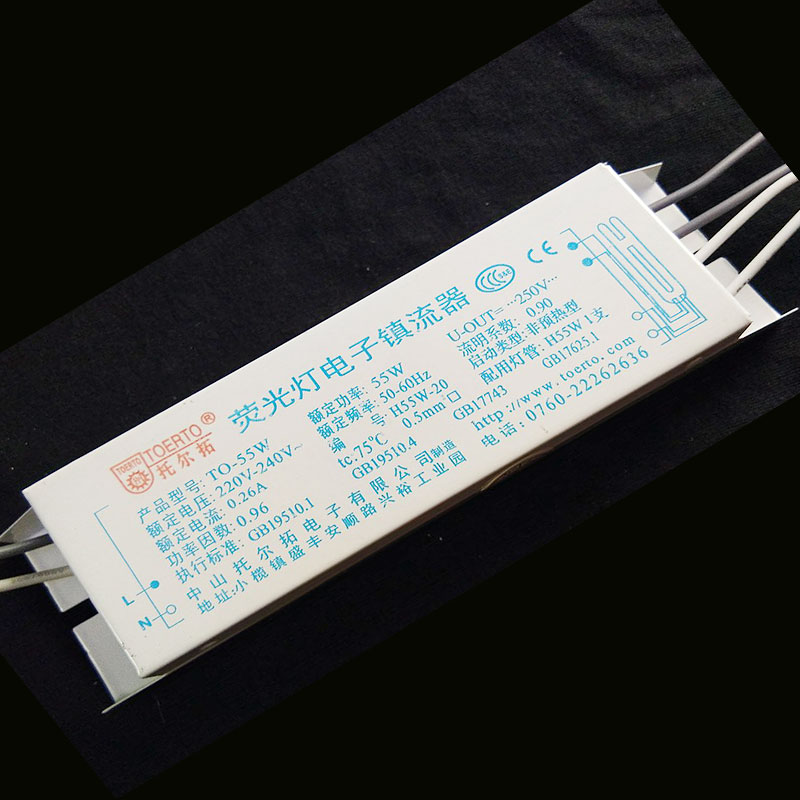 TOERTO
TOERTO®
托尔拓
荧光灯电子镇流器
CCC
S&E
CE
产品型号: TO-55W
额定电压: 220V-240V~
额定电流: 0.26A
功率因数: 0.96
执行标准: GB19510.1
额定功率: 55W
额定频率: 50-60Hz
编 号 H55W-20
tc:75℃ 0.5mm□
GB19510.4 GB17743 GB17625.1
U-OUT= ···250V···
流明系数: 0.90
启动类型: 非预热型
配用灯管: H55W 1支
中山托尔拓电子有限公司制造
http://www.toerto.com
地址:小榄镇盛丰安顺路兴裕工业园
电话: 0760-22262636
L
N